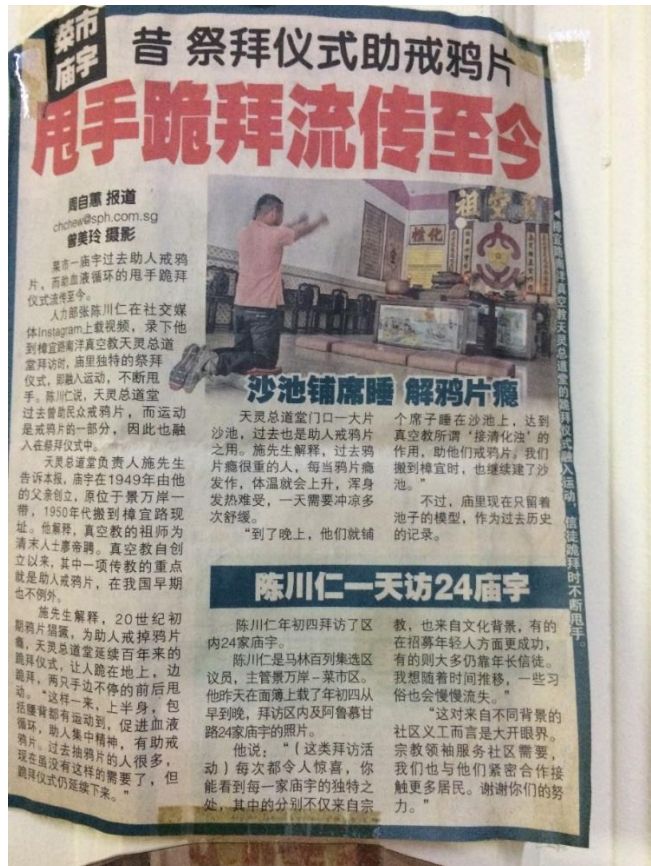 菜市
庙宇
昔 祭拜仪式助戒鸦片
甩手跪拜流传至今
周自蕙 报道
chchew@sph.com.sg
曾美玲 摄影
菜市一庙宇过去助人戒鸦
片，而助血液循环的甩手跪拜
仪式流传至今。
人力部长陈川仁在社交媒
体Instagram上载视频，录下他
到樟宜路南洋真空教天灵总道
堂拜访时，庙里独特的祭拜
仪式，即融入运动，不断甩
手。陈川仁说，天灵总道堂
过去曾助民众戒鸦片，而运动
是戒鸦片的一部分，因此也融
入在祭拜仪式中。
天灵总道堂负责人施先生
告诉本报，庙宇在1949年由他
的父亲创立，原位于景万岸一
带，1950年代搬到樟宜路现
址。他解释，真空教的祖师为
清末人士廖帝聘。真空教自创
立以来，其中一项传教的重点
就是助人戒鸦片，在我国早期
也不例外。
施先生解释，20世纪初
期鸦片猖獗，为助人戒掉鸦片
瘾，天灵总道堂延续百年来的
跪拜仪式，让人跪在地上，边
跪拜，两只手边不停的前后甩
动。“这样一来，上半身，包
括腰背都有运动到，促进血液
循环，助人集中精神，有助戒
鸦片。过去抽鸦片的人很多，
现在虽没有这样的需要了，但
跪拜仪式仍延续下来。”
祖空真
性化
樟宜路南洋真空教天灵总道堂的跪拜仪式融入运动，信徒跪拜时不断甩手。
沙池铺席睡 解鸦片瘾
天灵总道堂门口一大片
沙池，过去也是助人戒鸦片
之用。施先生解释，过去鸦
片瘾很重的人，每当鸦片瘾
发作，体温就会上升，浑身
发热难受，一天需要冲凉多
次舒缓。
“到了晚上，他们就铺
个席子睡在沙池上，达到
真空教所谓‘接清化浊’的
作用，助他们戒鸦片。我们
搬到樟宜时，也继续建了沙
池。”
不过，庙里现在只留着
池子的模型，作为过去历史
的记录。
陈川仁一天访24庙宇
陈川仁年初四拜访了区
内24家庙宇。
陈川仁是马林百列集选区
议员，主管景万岸－菜市区。
他昨天在面簿上载了年初四从
早到晚，拜访区内及阿鲁慕甘
路24家庙宇的照片。
他说：“（这类拜访活
动）每次都令人惊喜，你
能看到每一家庙宇的独特之
处，其中的分别不仅来自宗
教，也来自文化背景，有的
在招募年轻人方面更成功，
有的则大多仍靠年长信徒。
我想随着时间推移，一些习
俗也会慢慢流失。”
“这对来自不同背景的
社区义工而言是大开眼界。
宗教领袖服务社区需要，
我们也与他们紧密合作接
触更多居民。谢谢你们的努
力。”